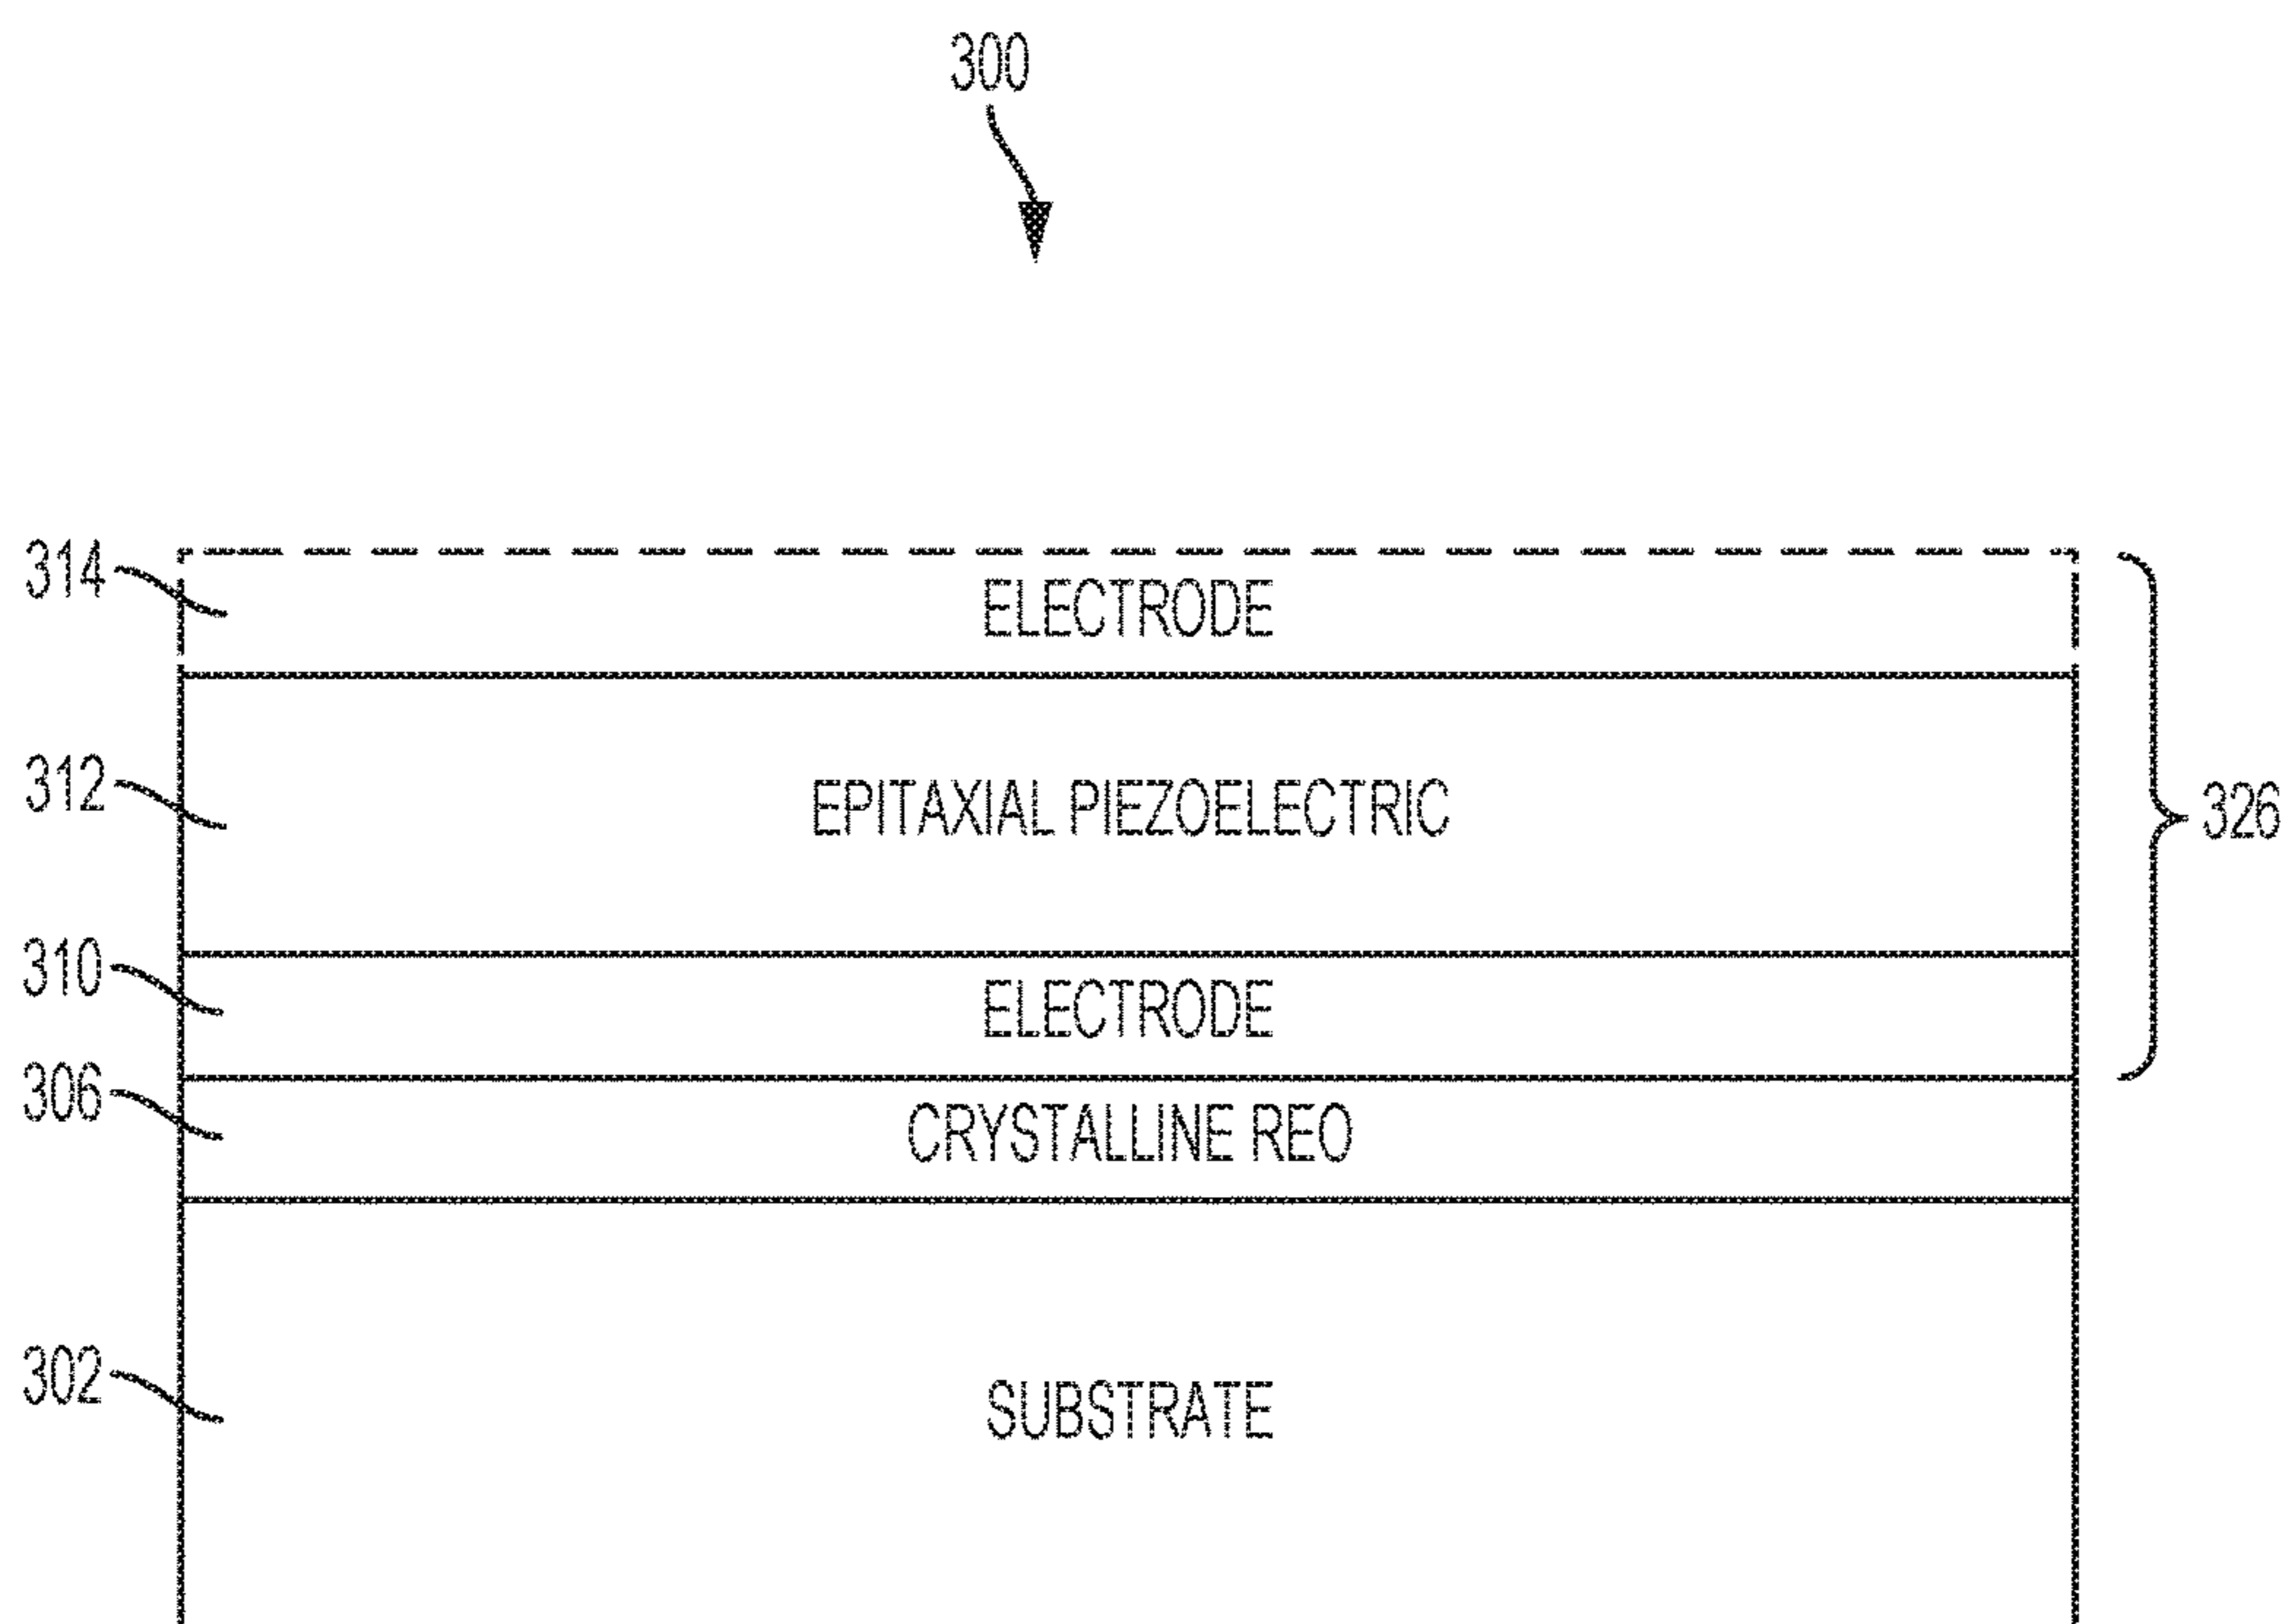 300
314
ELECTRODE
312
EPITAXIAL PIEZOELECTRIC
326
310
ELECTRODE
306
CRYSTALLINE REO
302
SUBSTRATE